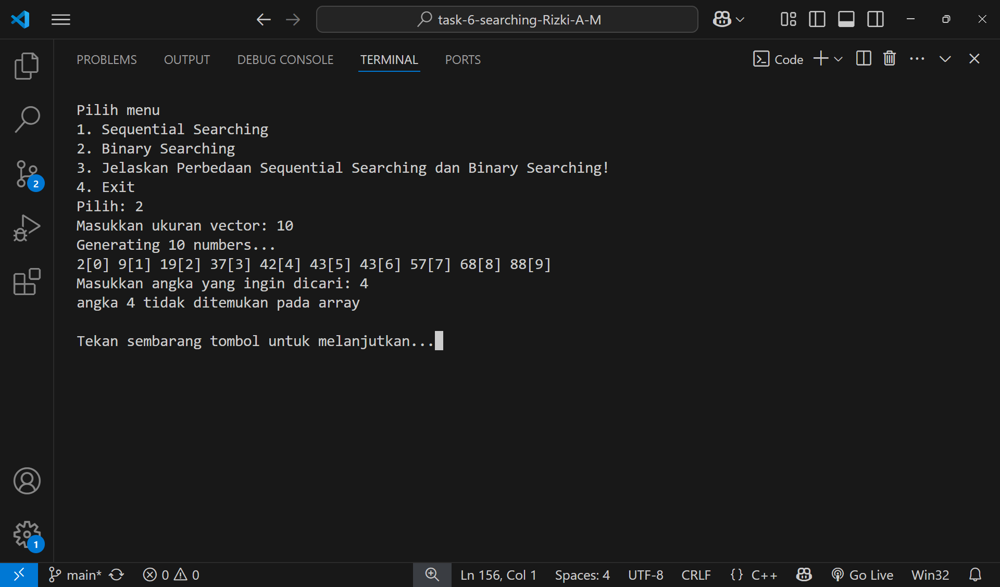 task-6-searching-Rizki-A-M
PROBLEMS OUTPUT DEBUG CONSOLE TERMINAL PORTS Code
Pilih menu
1. Sequential Searching
2. Binary Searching
3. Jelaskan Perbedaan Sequential Searching dan Binary Searching!
4. Exit
Pilih: 2
Masukkan ukuran vector: 10
Generating 10 numbers...
2[0] 9[1] 19[2] 37[3] 42[4] 43[5] 43[6] 57[7] 68[8] 88[9]
Masukkan angka yang ingin dicari: 4
angka 4 tidak ditemukan pada array
Tekan sembarang tombol untuk melanjutkan...
2
1
main* 0 0 Ln 156, Col 1 Spaces: 4 UTF-8 CRLF {} C++ Go Live Win32